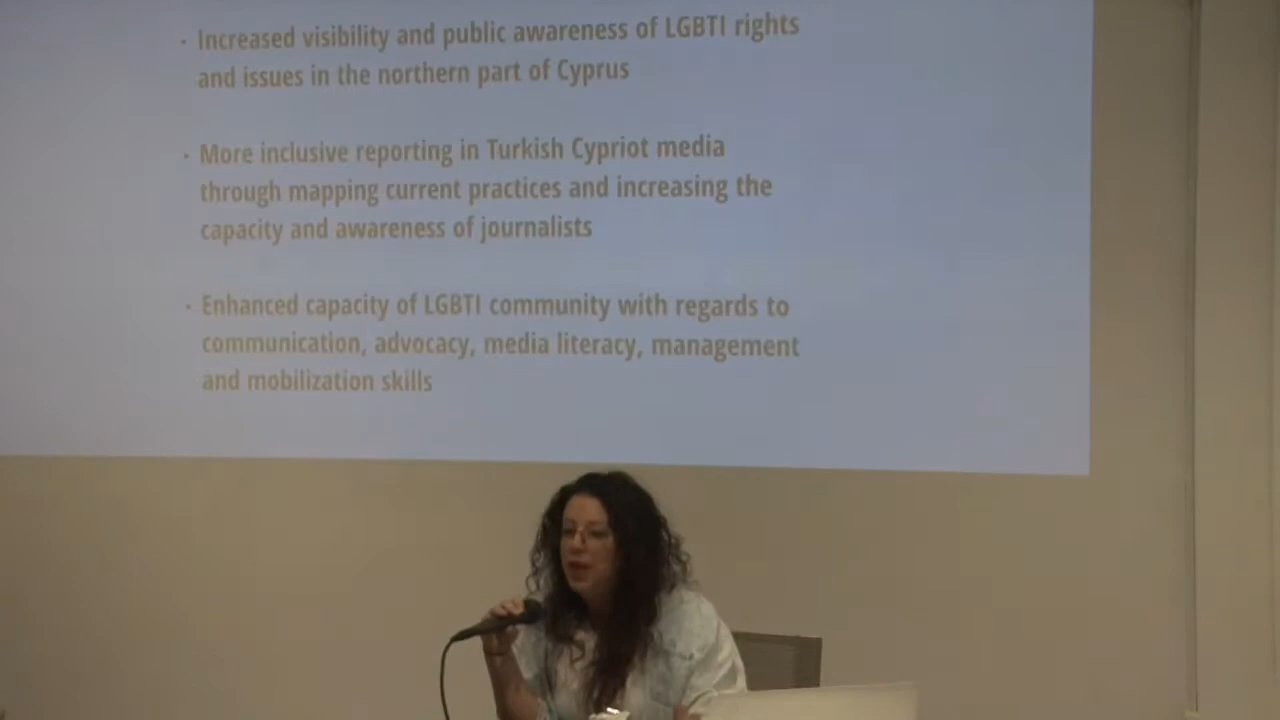 · Increased visibility and public awareness of LGBTI rights
and issues in the northern part of Cyprus
· More inclusive reporting in Turkish Cypriot media
through mapping current practices and increasing the
capacity and awareness of journalists
· Enhanced capacity of LGBTI community with regards to
communication, advocacy, media literacy, management
and mobilization skills